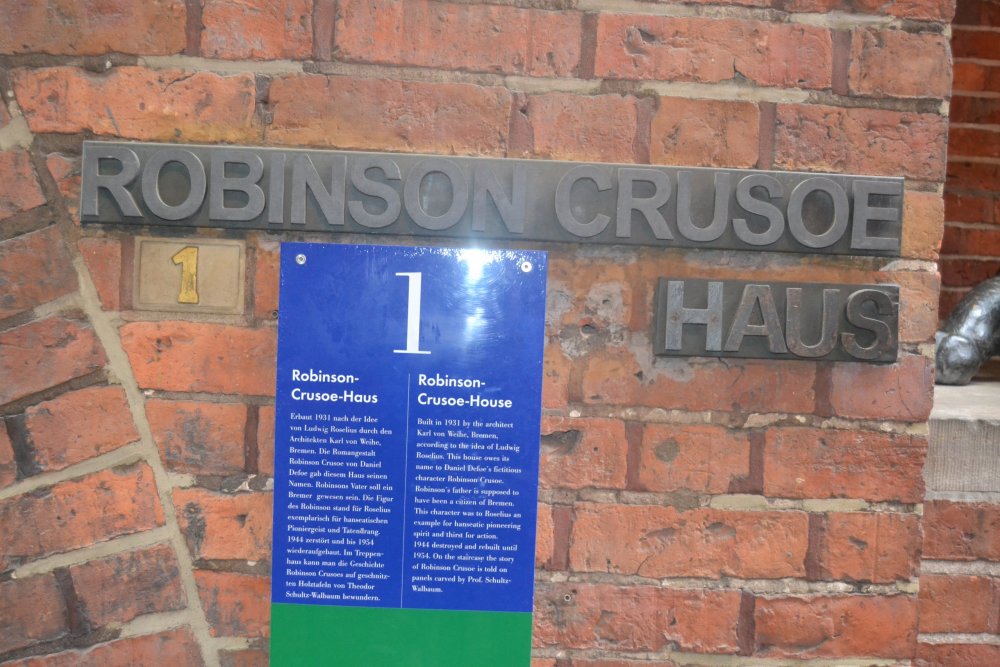 ROBINSON CRUSOE
HAUS
1
1
Robinson-
Crusoe-Haus
Erbaut 1931 nach der Idee
von Ludwig Roselius durch den
Architekten Karl von Weihe,
Bremen. Die Romangestalt
Robinson Crusoe von Daniel
Defoe gab diesem Haus seinen
Namen. Robinsons Vater soll ein
Bremer gewesen sein. Die Figur
des Robinson stand für Roselius
exemplarisch für hanseatischen
Pioniergeist und Tatendrang.
1944 zerstört und bis 1954
wiederaufgebaut. Im Treppen-
haus kann man die Geschichte
Robinson Crusoes auf geschnitz-
ten Holztafeln von Theodor
Schultz-Walbaum bewundern.
Robinson-
Crusoe-House
Built in 1931 by the architect
Karl von Weihe, Bremen,
according to the idea of Ludwig
Roselius. This house owes its
name to Daniel Defoe's fictitious
character Robinson Crusoe.
Robinson's father is supposed to
have been a citizen of Bremen.
This character was to Roselius an
example for hanseatic pioneering
spirit and thirst for action.
1944 destroyed and rebuilt until
1954. On the staircase the story
of Robinson Crusoe is told on
panels carved by Prof. Schultz-
Walbaum.